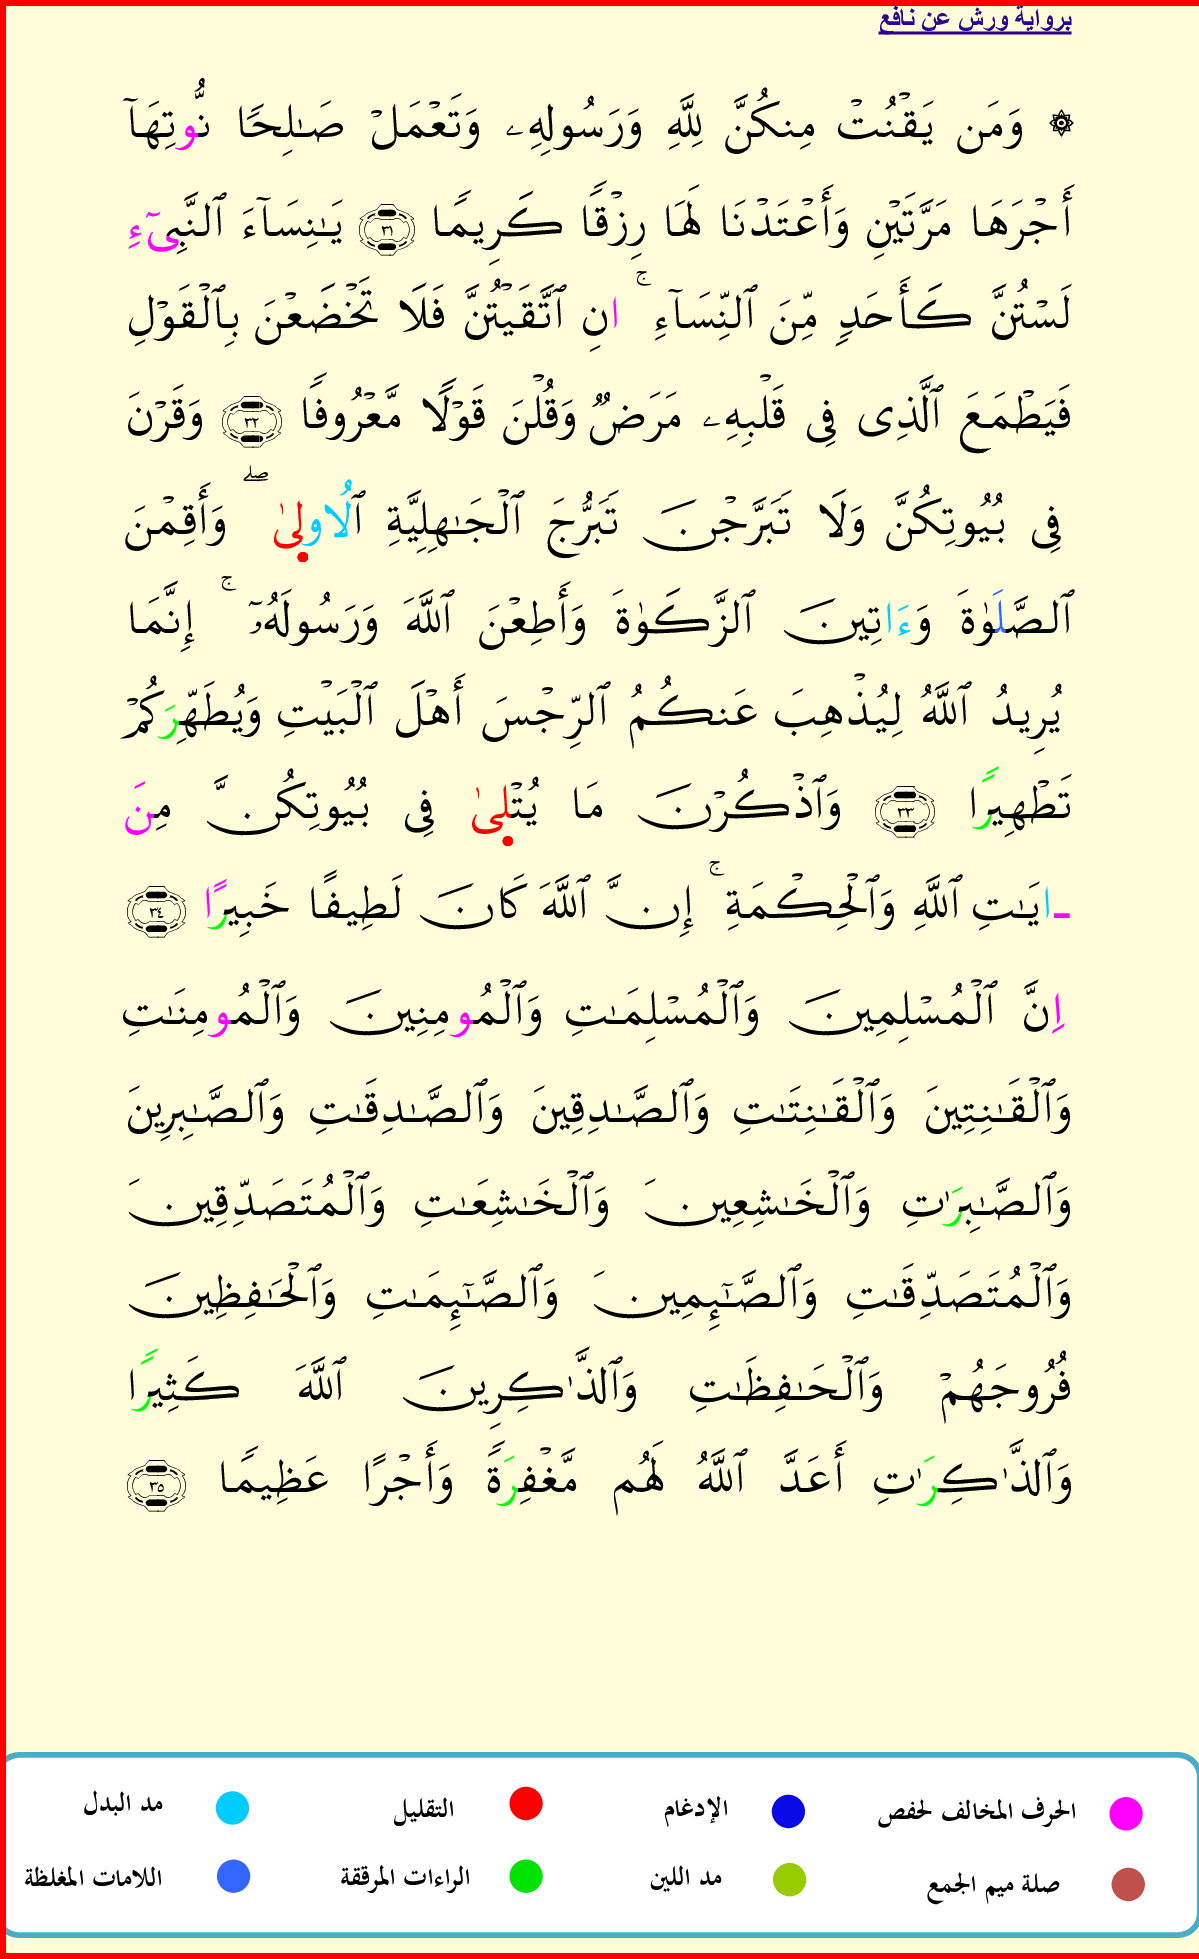 برواية ورش عن نافع
۞ وَمَن يَقْنُتْ مِنكُنَّ لِلَّهِ وَرَسُولِهِۦ وَتَعْمَلْ صَـٰلِحًا نُّوتِهَآ
أَجْرَهَا مَرَّتَيْنِ وَأَعْتَدْنَا لَهَا رِزْقًا كَرِيمًا ٣١ يَـٰنِسَآءَ ٱلنَّبِىٓءِ
لَسْتُنَّ كَأَحَدٍ مِّنَ ٱلنِّسَآءِ ۚ انِ ٱتَّقَيْتُنَّ فَلَا تَخْضَعْنَ بِٱلْقَوْلِ
فَيَطْمَعَ ٱلَّذِى فِى قَلْبِهِۦ مَرَضٌ وَقُلْنَ قَوْلًا مَّعْرُوفًا ٣٢ وَقَرْنَ
فِى بُيُوتِكُنَّ وَلَا تَبَرَّجْنَ تَبَرُّجَ ٱلْجَـٰهِلِيَّةِ ٱلُاولِىٰ ۖ وَأَقِمْنَ
ٱلصَّلَوٰةَ وَءَاتِينَ ٱلزَّكَوٰةَ وَأَطِعْنَ ٱللَّهَ وَرَسُولَهُۥٓ ۚ إِنَّمَا
يُرِيدُ ٱللَّهُ لِيُذْهِبَ عَنكُمُ ٱلرِّجْسَ أَهْلَ ٱلْبَيْتِ وَيُطَهِّرَكُمْ
تَطْهِيرًا ٣٣ وَٱذْكُرْنَ مَا يُتْلِىٰ فِى بُيُوتِكُنَّ مِنَ
ـايَـٰتِ ٱللَّهِ وَٱلْحِكْمَةِ ۚ إِنَّ ٱللَّهَ كَانَ لَطِيفًا خَبِيرًا ٣٤
اِنَّ ٱلْمُسْلِمِينَ وَٱلْمُسْلِمَـٰتِ وَٱلْمُومِنِينَ وَٱلْمُومِنَـٰتِ
وَٱلْقَـٰنِتِينَ وَٱلْقَـٰنِتَـٰتِ وَٱلصَّـٰدِقِينَ وَٱلصَّـٰدِقَـٰتِ وَٱلصَّـٰبِرِينَ
وَٱلصَّـٰبِرَٰتِ وَٱلْخَـٰشِعِينَ وَٱلْخَـٰشِعَـٰتِ وَٱلْمُتَصَدِّقِينَ
وَٱلْمُتَصَدِّقَـٰتِ وَٱلصَّـٰٓئِمِينَ وَٱلصَّـٰٓئِمَـٰتِ وَٱلْحَـٰفِظِينَ
فُرُوجَهُمْ وَٱلْحَـٰفِظَـٰتِ وَٱلذَّٰكِرِينَ ٱللَّهَ كَثِيرًا
وَٱلذَّٰكِرَٰتِ أَعَدَّ ٱللَّهُ لَهُم مَّغْفِرَةً وَأَجْرًا عَظِيمًا ٣٥
الحرف المخالف لحفص الإدغام التقليل مد البدل
صلة ميم الجمع مد اللين الراءات المرققة اللامات المغلظة